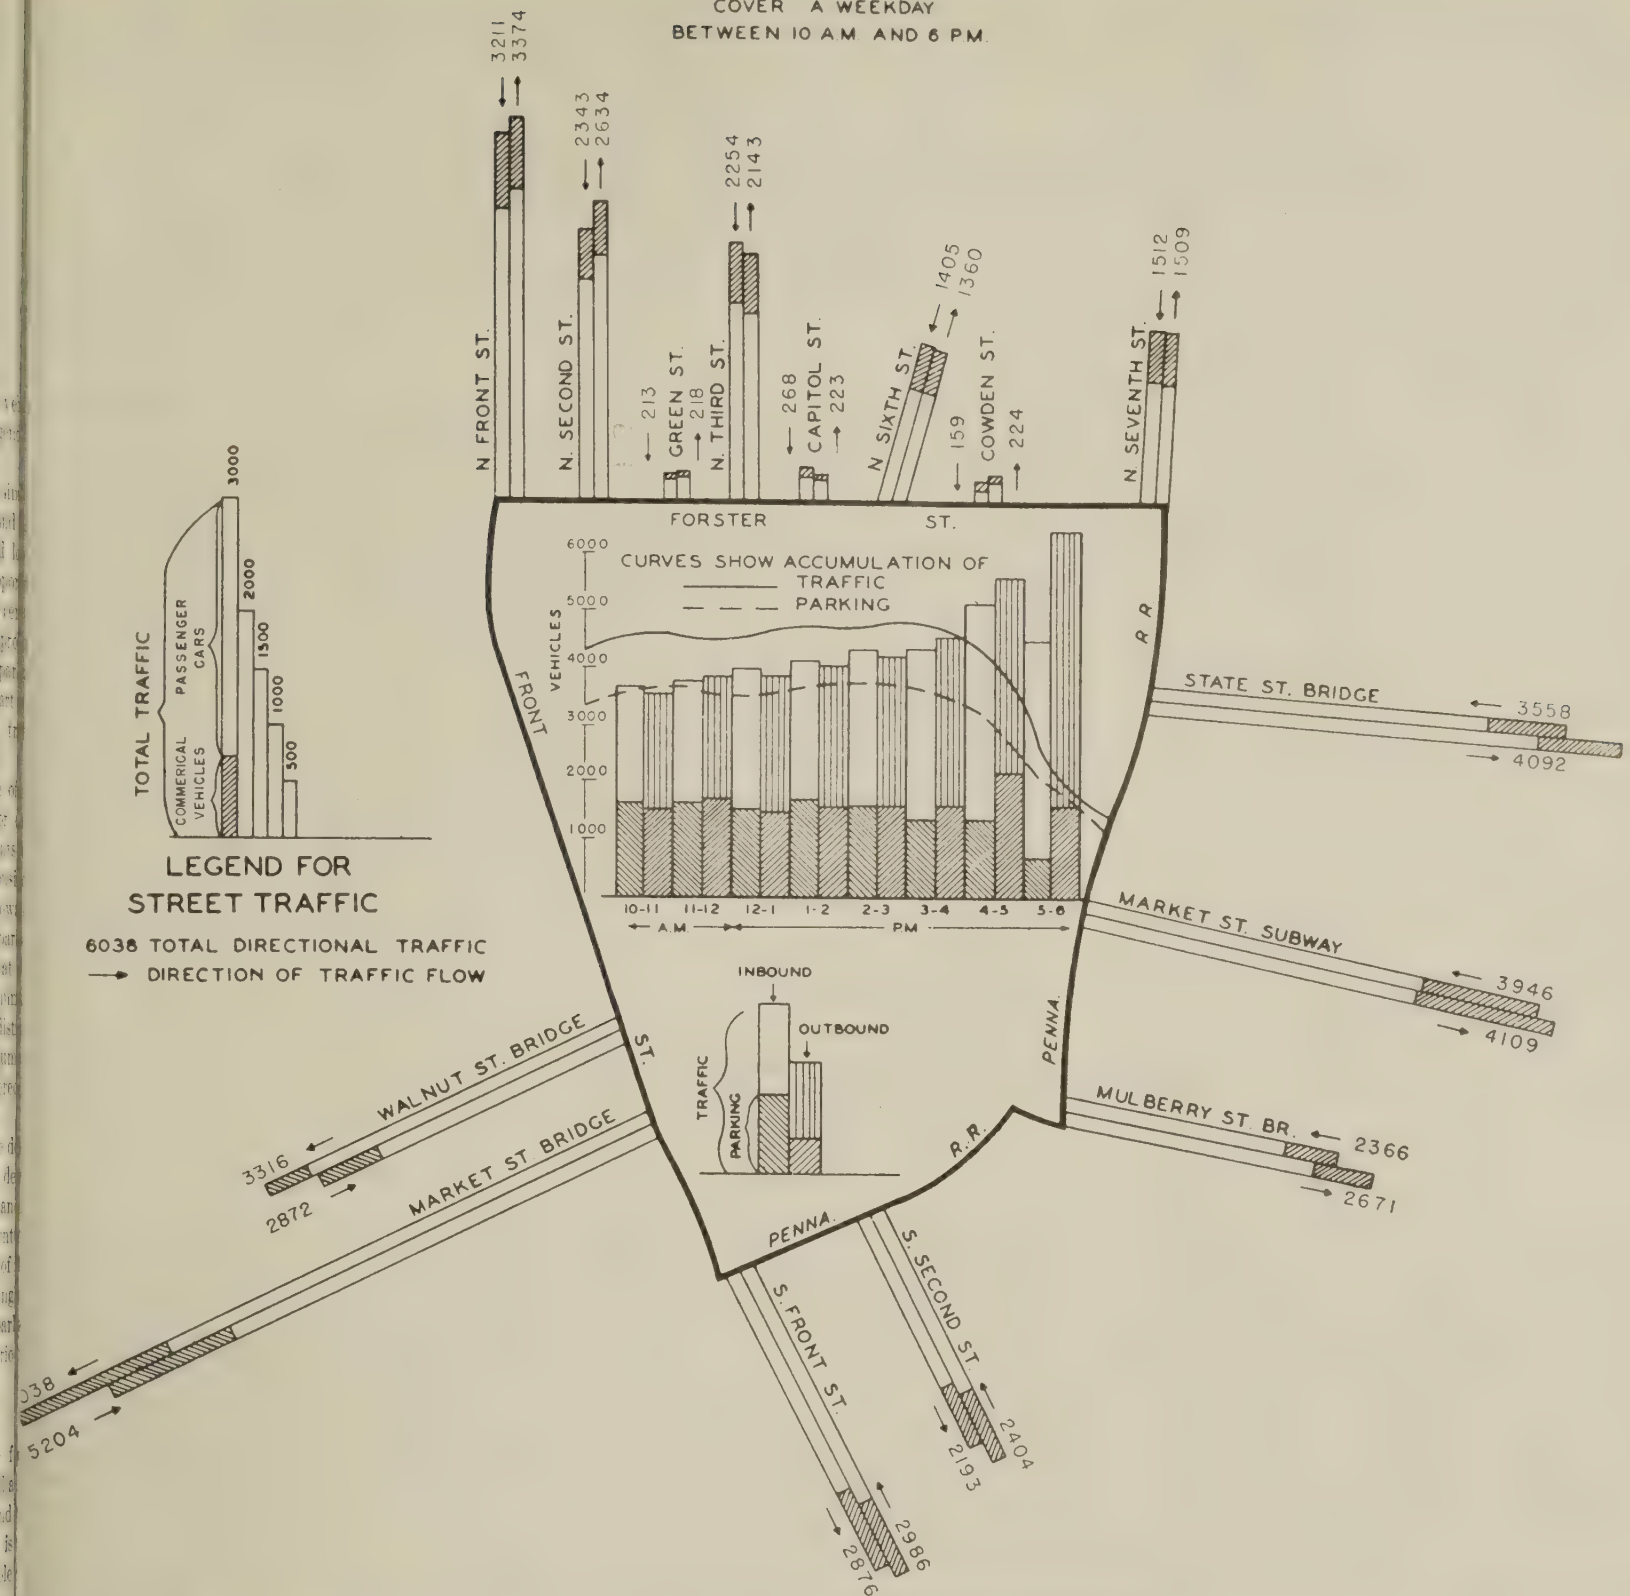 COVER A WEEKDAY
BETWEEN 10 A.M. AND 6 P.M.
3211
3374
2343
2634
2254
2143
1405
1360
1512
1509
N FRONT ST.
N. SECOND ST.
213
GREEN ST.
218
N. THIRD ST.
268
CAPITOL ST.
223
N SIXTH ST.
159
COWDEN ST.
224
N. SEVENTH ST.
FORSTER ST.
CURVES SHOW ACCUMULATION OF
TRAFFIC
PARKING
VEHICLES
6000
5000
4000
3000
2000
1000
10-11
11-12
12-1
1-2
2-3
3-4
4-5
5-6
A.M.
P.M
FRONT
ST.
R R
PENNA.
TOTAL TRAFFIC
PASSENGER
CARS
COMMERICAL
VEHICLES
3000
2000
1500
1000
500
LEGEND FOR
STREET TRAFFIC
6038 TOTAL DIRECTIONAL TRAFFIC
DIRECTION OF TRAFFIC FLOW
STATE ST. BRIDGE
3558
4092
MARKET ST. SUBWAY
3946
4109
MULBERRY ST. BR.
2366
2671
INBOUND
OUTBOUND
TRAFFIC
PARKING
WALNUT ST. BRIDGE
3316
2872
MARKET ST. BRIDGE
038
5204
PENNA.
R.R.
S. SECOND ST.
2404
2193
S. FRONT ST.
2986
2876